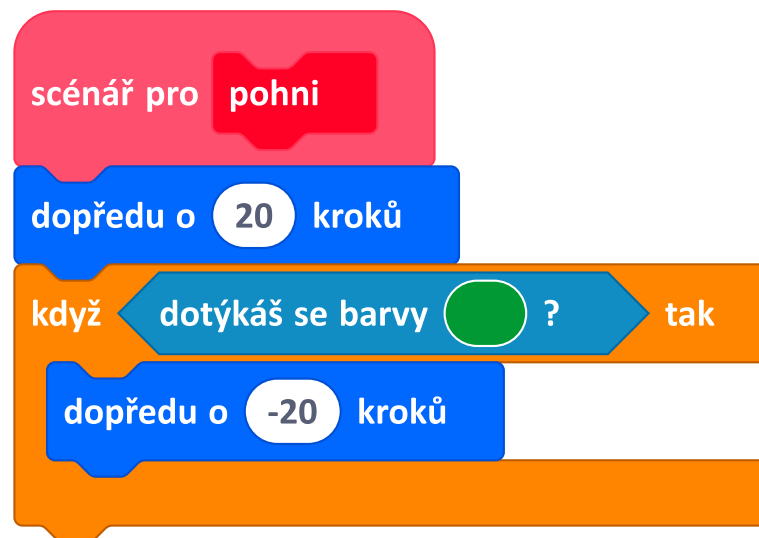 scénář pro pohni
dopředu o 20 kroků
když dotýkáš se barvy ? tak
dopředu o -20 kroků